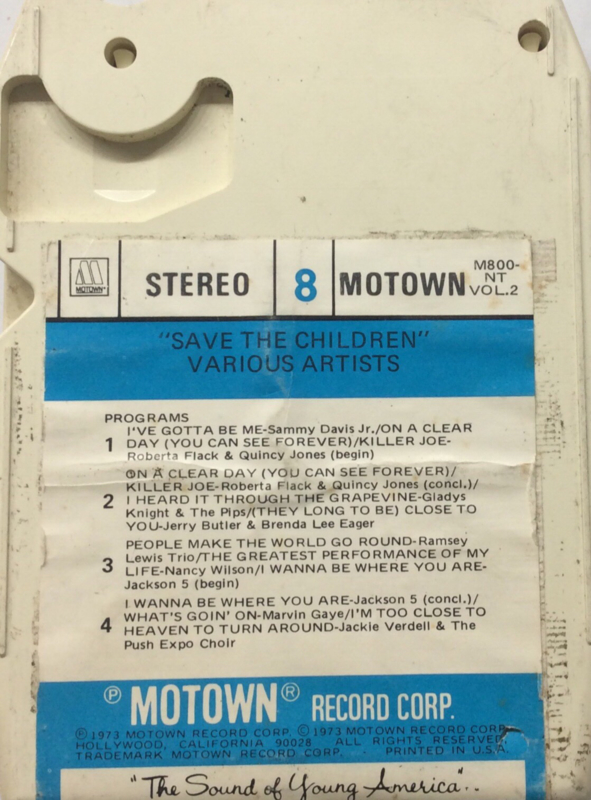 MOTOWN
STEREO
8
MOTOWN
M800-
NT
VOL.2
"SAVE THE CHILDREN"
VARIOUS ARTISTS
PROGRAMS
1
I'VE GOTTA BE ME-Sammy Davis Jr./ON A CLEAR
DAY (YOU CAN SEE FOREVER)/KILLER JOE-
Roberta Flack & Quincy Jones (begin)
2
ON A CLEAR DAY (YOU CAN SEE FOREVER)/
KILLER JOE-Roberta Flack & Quincy Jones (concl.)/
I HEARD IT THROUGH THE GRAPEVINE-Gladys
Knight & The Pips/(THEY LONG TO BE) CLOSE TO
YOU-Jerry Butler & Brenda Lee Eager
3
PEOPLE MAKE THE WORLD GO ROUND-Ramsey
Lewis Trio/THE GREATEST PERFORMANCE OF MY
LIFE-Nancy Wilson/I WANNA BE WHERE YOU ARE-
Jackson 5 (begin)
4
I WANNA BE WHERE YOU ARE-Jackson 5 (concl.)/
WHAT'S GOIN' ON-Marvin Gaye/I'M TOO CLOSE TO
HEAVEN TO TURN AROUND-Jackie Verdell & The
Push Expo Choir
℗ MOTOWN® RECORD CORP.
℗ 1973 MOTOWN RECORD CORP. © 1973 MOTOWN RECORD CORP.
HOLLYWOOD, CALIFORNIA 90028 ALL RIGHTS RESERVED
TRADEMARK MOTOWN RECORD CORP. - PRINTED IN U.S.A.
"The Sound of Young America"..